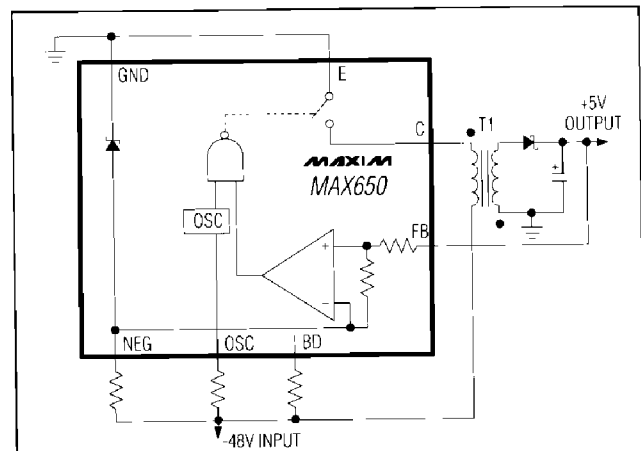 GND
E
C
T1
+5V
OUTPUT
MAXIM
MAX650
OSC
FB
+
−
+
NEG
OSC
BD
-48V INPUT